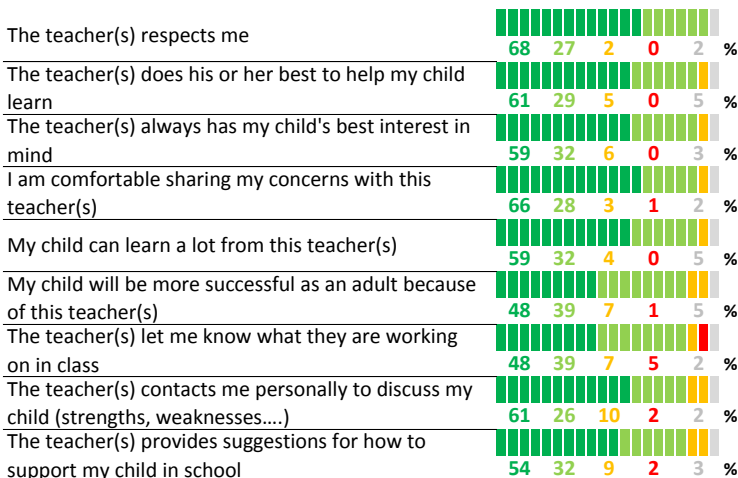 The teacher(s) respects me
68 27 2 0 2 %
The teacher(s) does his or her best to help my child
learn
61 29 5 0 5 %
The teacher(s) always has my child's best interest in
mind
59 32 6 0 3 %
I am comfortable sharing my concerns with this
teacher(s)
66 28 3 1 2 %
My child can learn a lot from this teacher(s)
59 32 4 0 5 %
My child will be more successful as an adult because
of this teacher(s)
48 39 7 1 5 %
The teacher(s) let me know what they are working
on in class
48 39 7 5 2 %
The teacher(s) contacts me personally to discuss my
child (strengths, weaknesses....)
61 26 10 2 2 %
The teacher(s) provides suggestions for how to
support my child in school
54 32 9 2 3 %